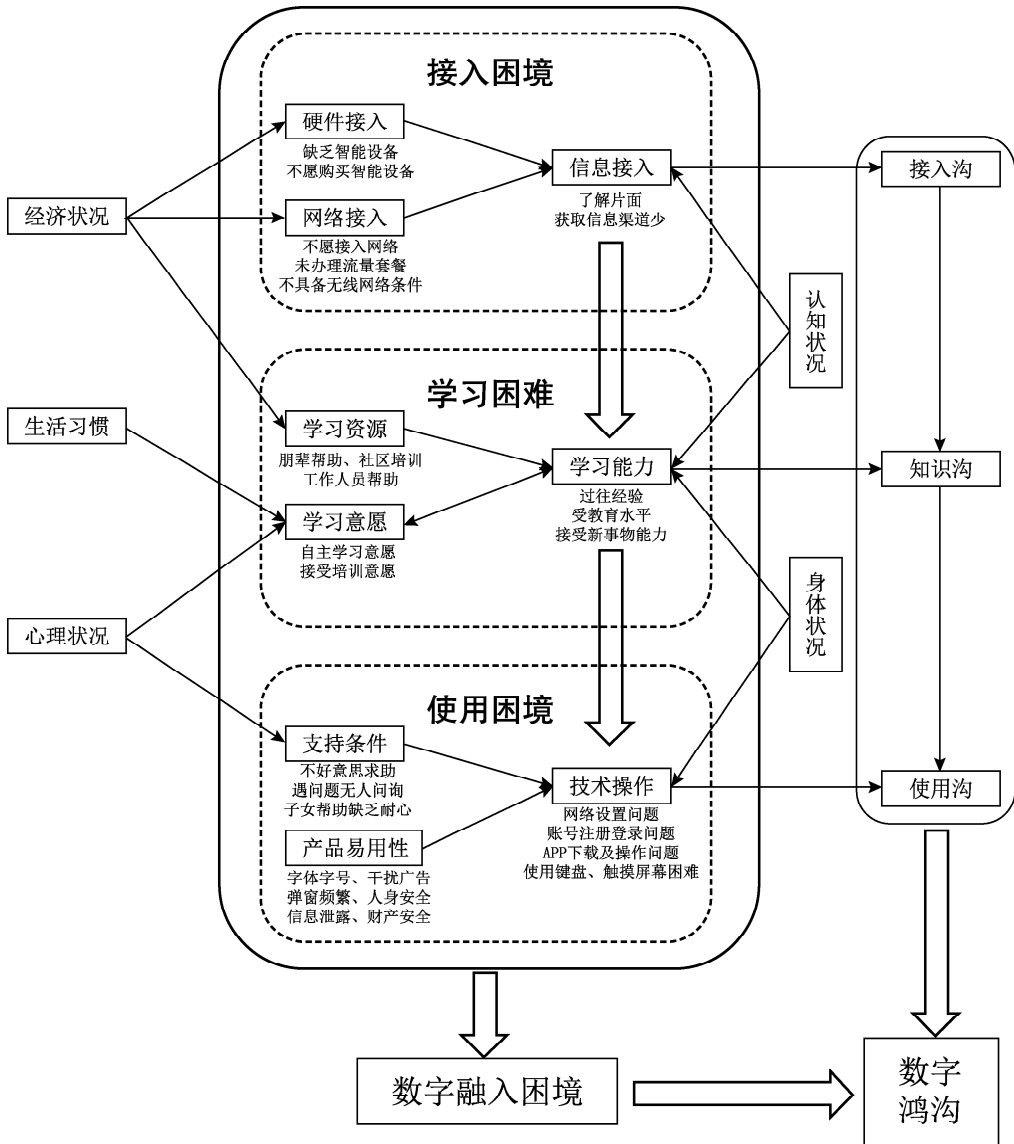 接入困境
硬件接入
缺乏智能设备
不愿购买智能设备
网络接入
不愿接入网络
未办理流量套餐
不具备无线网络条件
信息接入
了解片面
获取信息渠道少
学习困难
学习资源
朋辈帮助、社区培训
工作人员帮助
学习意愿
自主学习意愿
接受培训意愿
学习能力
过往经验
受教育水平
接受新事物能力
使用困境
支持条件
不好意思求助
遇问题无人问询
子女帮助缺乏耐心
产品易用性
字体字号、干扰广告
弹窗频繁、人身安全
信息泄露、财产安全
技术操作
网络设置问题
账号注册登录问题
APP下载及操作问题
使用键盘、触摸屏幕困难
经济状况
生活习惯
心理状况
认知状况
身体状况
接入沟
知识沟
使用沟
数字融入困境
数字
鸿沟